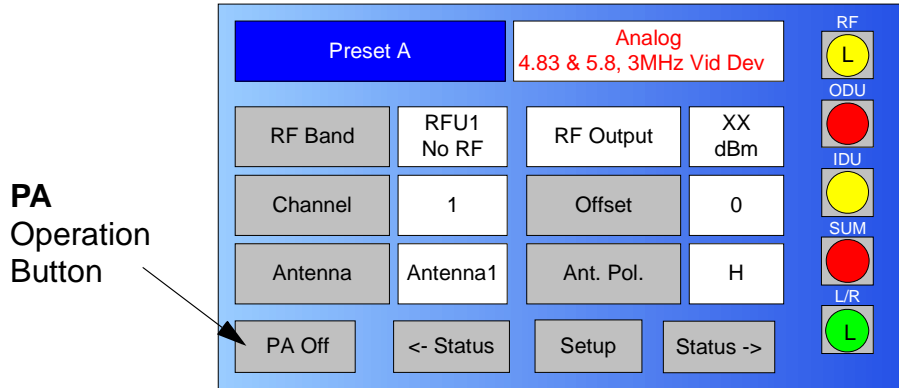 Preset A
Analog
4.83 & 5.8, 3MHz Vid Dev
RF
L
ODU
RF Band
RFU1
No RF
RF Output
XX
dBm
IDU
Channel
1
Offset
0
SUM
Antenna
Antenna1
Ant. Pol.
H
L/R
L
PA Off
<- Status
Setup
Status ->
PA
Operation
Button